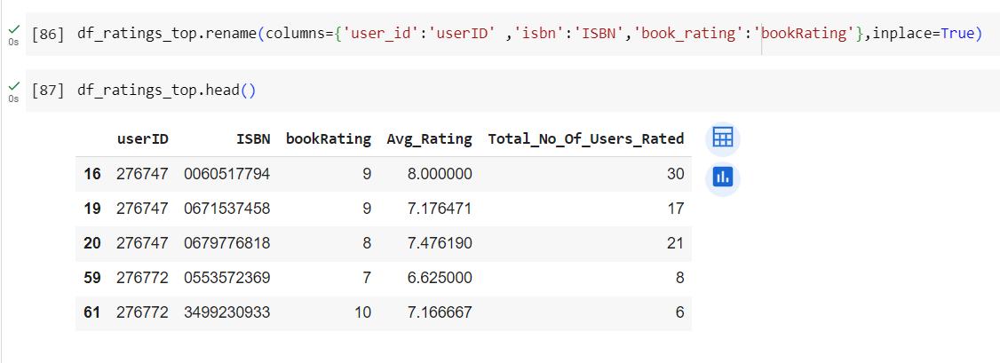 [86] df_ratings_top.rename(columns={'user_id':'userID' ,'isbn':'ISBN','book_rating':'bookRating'},inplace=True)
0s
[87] df_ratings_top.head()
0s
userID ISBN bookRating Avg_Rating Total_No_Of_Users_Rated
16 276747 0060517794 9 8.000000 30
19 276747 0671537458 9 7.176471 17
20 276747 0679776818 8 7.476190 21
59 276772 0553572369 7 6.625000 8
61 276772 3499230933 10 7.166667 6